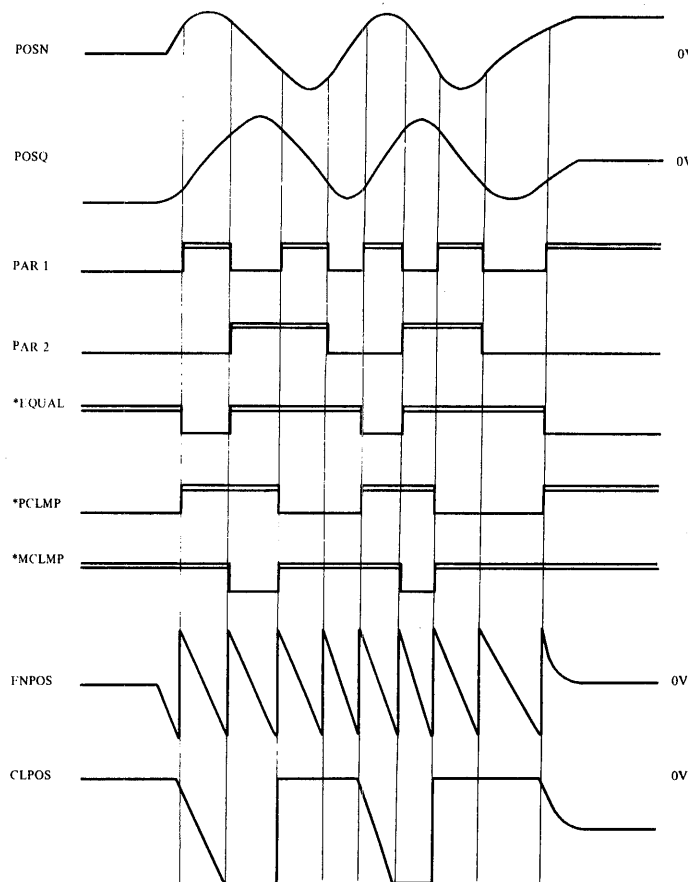 POSN 0V
POSQ 0V
PAR 1
PAR 2
*EQUAL
*PCLMP
*MCLMP
FNPOS 0V
CLPOS 0V